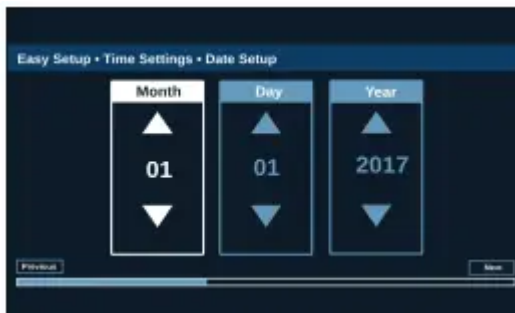 Easy Setup • Time Settings • Date Setup
Month Day Year
01 01 2017
Previous Next